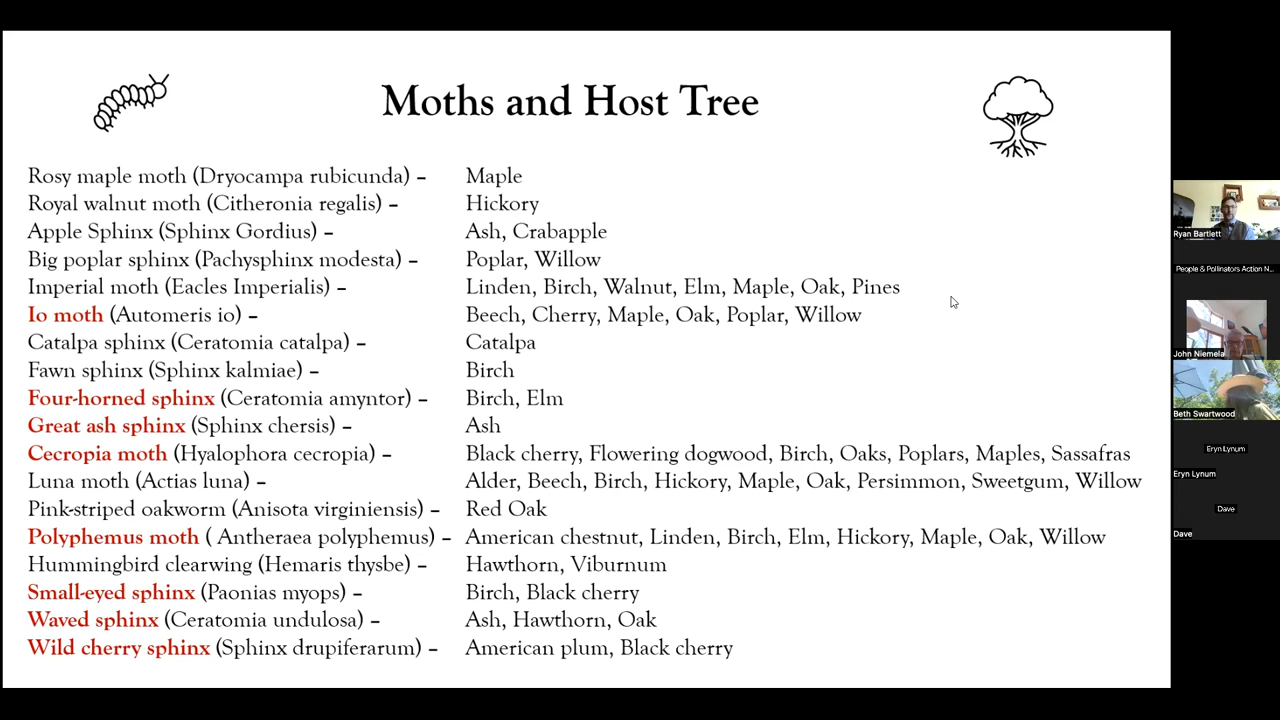 Moths and Host Tree
Rosy maple moth (Dryocampa rubicunda) – Maple
Royal walnut moth (Citheronia regalis) – Hickory
Apple Sphinx (Sphinx Gordius) – Ash, Crabapple
Big poplar sphinx (Pachysphinx modesta) – Poplar, Willow
Imperial moth (Eacles Imperialis) – Linden, Birch, Walnut, Elm, Maple, Oak, Pines
Io moth (Automeris io) – Beech, Cherry, Maple, Oak, Poplar, Willow
Catalpa sphinx (Ceratomia catalpa) – Catalpa
Fawn sphinx (Sphinx kalmiae) – Birch
Four-horned sphinx (Ceratomia amyntor) – Birch, Elm
Great ash sphinx (Sphinx chersis) – Ash
Cecropia moth (Hyalophora cecropia) – Black cherry, Flowering dogwood, Birch, Oaks, Poplars, Maples, Sassafras
Luna moth (Actias luna) – Alder, Beech, Birch, Hickory, Maple, Oak, Persimmon, Sweetgum, Willow
Pink-striped oakworm (Anisota virginiensis) – Red Oak
Polyphemus moth ( Antheraea polyphemus) – American chestnut, Linden, Birch, Elm, Hickory, Maple, Oak, Willow
Hummingbird clearwing (Hemaris thysbe) – Hawthorn, Viburnum
Small-eyed sphinx (Paonias myops) – Birch, Black cherry
Waved sphinx (Ceratomia undulosa) – Ash, Hawthorn, Oak
Wild cherry sphinx (Sphinx drupiferarum) – American plum, Black cherry
Ryan Bartlett
People & Pollinators Action N...
John Niemela
Beth Swartwood
Eryn Lynum
Eryn Lynum
Dave
Dave